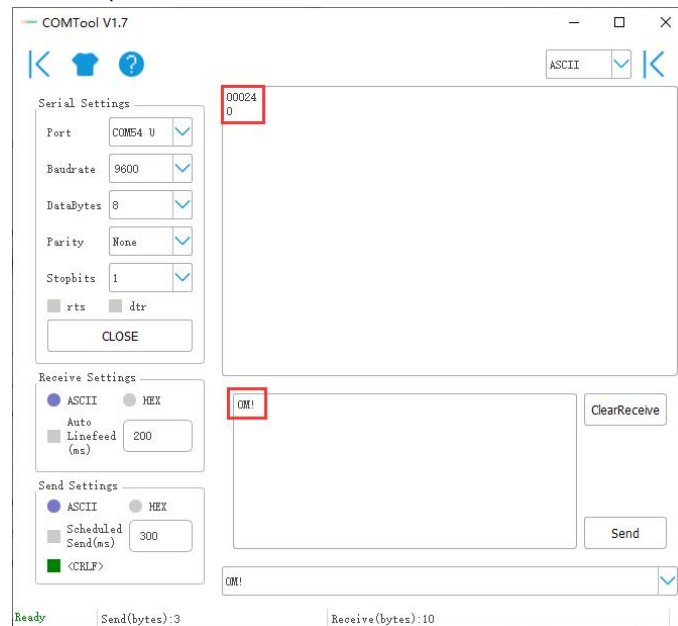 COMTool V1.7
ASCII
Serial Settings
Port COM54 U
Baudrate 9600
DataBytes 8
Parity None
Stopbits 1
rts dtr
CLOSE
00024
0
Receive Settings
ASCII HEX
Auto
Linefeed
(ms)
200
OM!
ClearReceive
Send Settings
ASCII HEX
Scheduled
Send(ms)
300
<CRLF>
Send
OM!
Ready Send(bytes):3 Receive(bytes):10